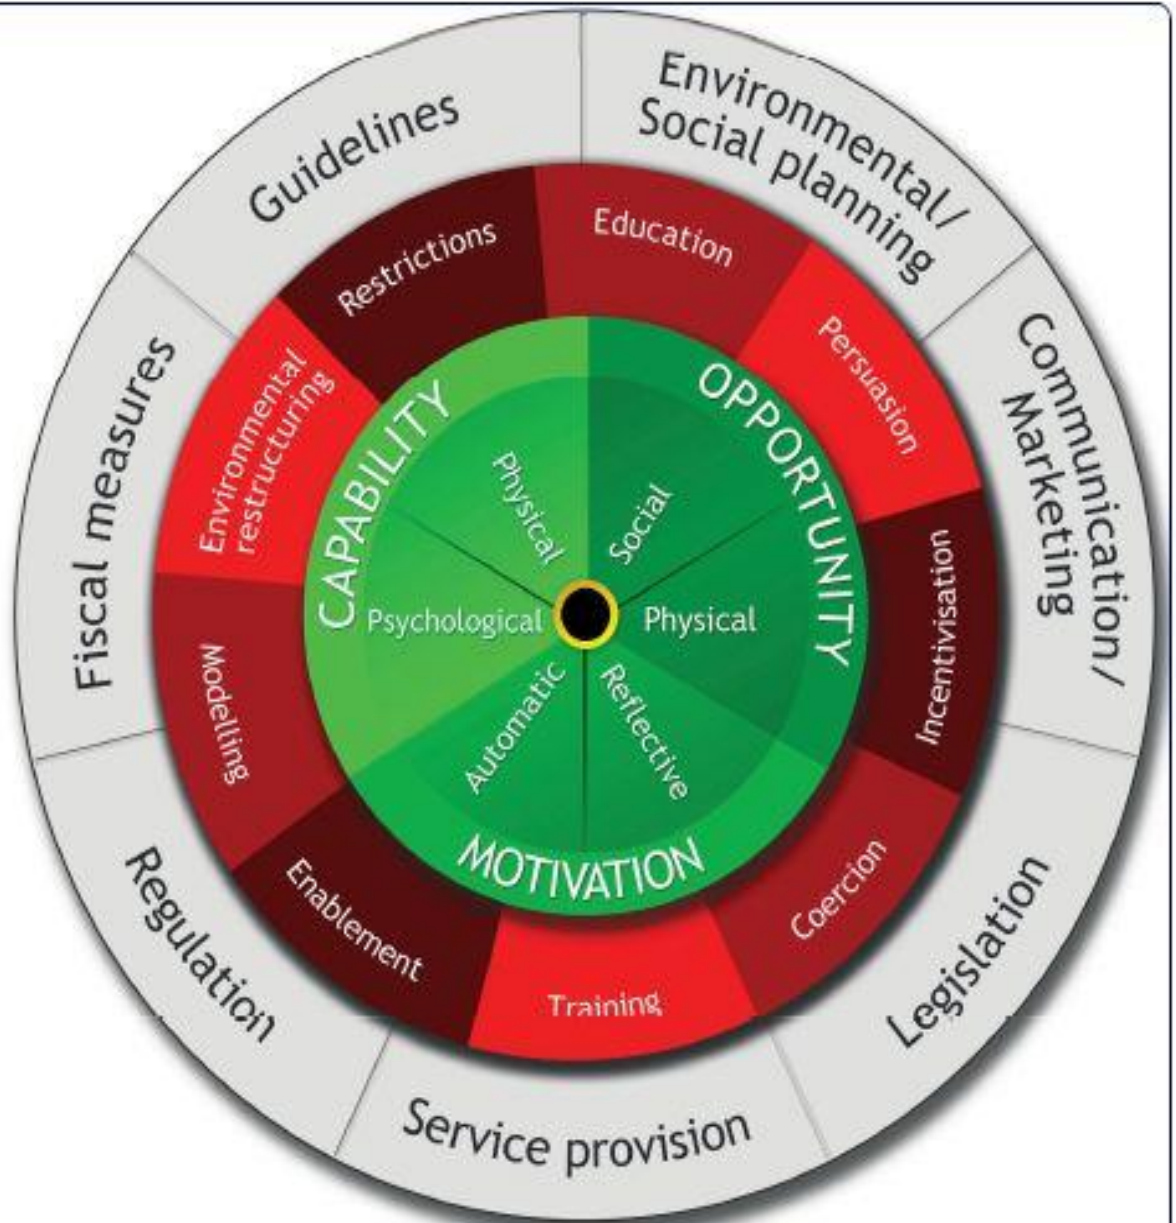 Guidelines
Environmental/
Social planning
Communication/
Marketing
Legislation
Service provision
Regulation
Fiscal measures
Restrictions
Education
Persuasion
Incentivisation
Coercion
Training
Enablement
Modelling
Environmental
restructuring
CAPABILITY
OPPORTUNITY
MOTIVATION
Physical
Social
Psychological
Physical
Automatic
Reflective